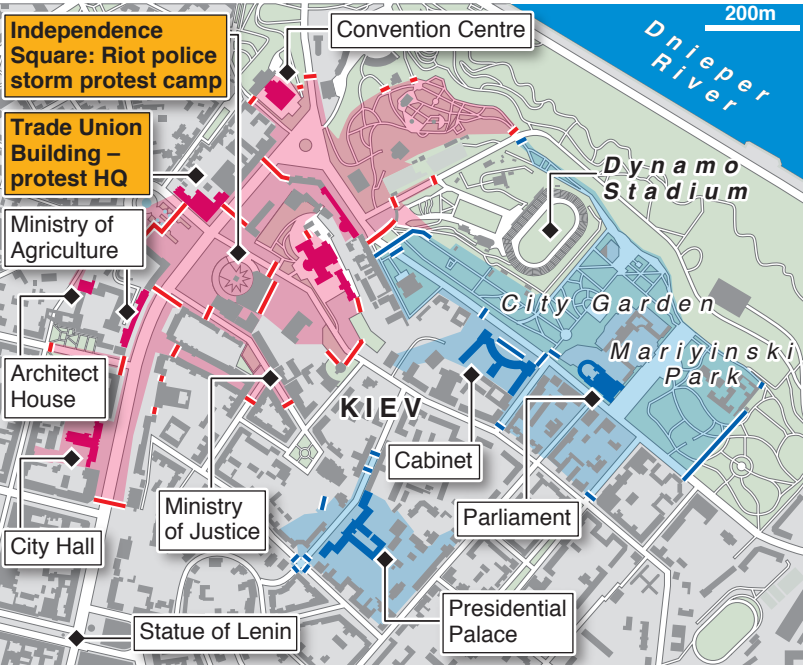 200m
Dnieper
River
Independence
Square: Riot police
storm protest camp
Convention Centre
Trade Union
Building –
protest HQ
Dynamo
Stadium
Ministry of
Agriculture
City Garden
Mariyinski
Park
Architect
House
KIEV
Cabinet
Ministry
of Justice
Parliament
City Hall
Presidential
Palace
Statue of Lenin